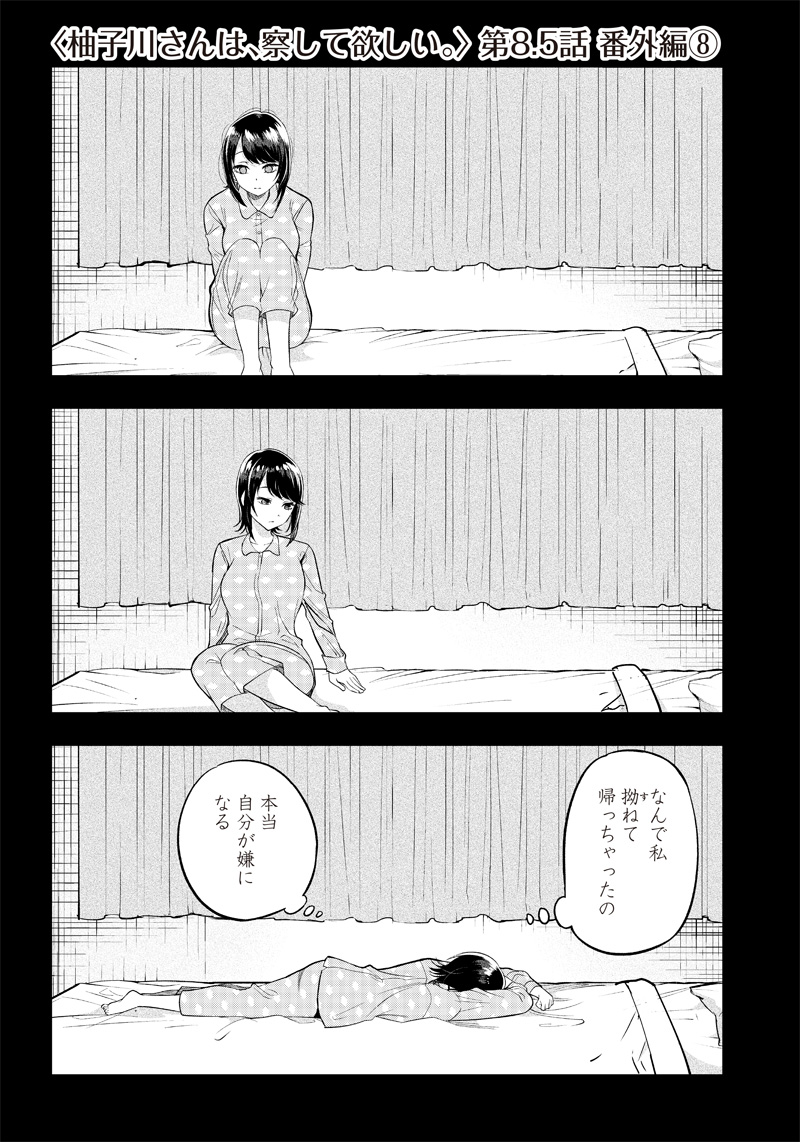 〈柚子川さんは、察して欲しい。〉 第8.5話 番外編⑧
なんで私
拗ねて
す
帰っちゃったの
本当
自分が嫌に
なる